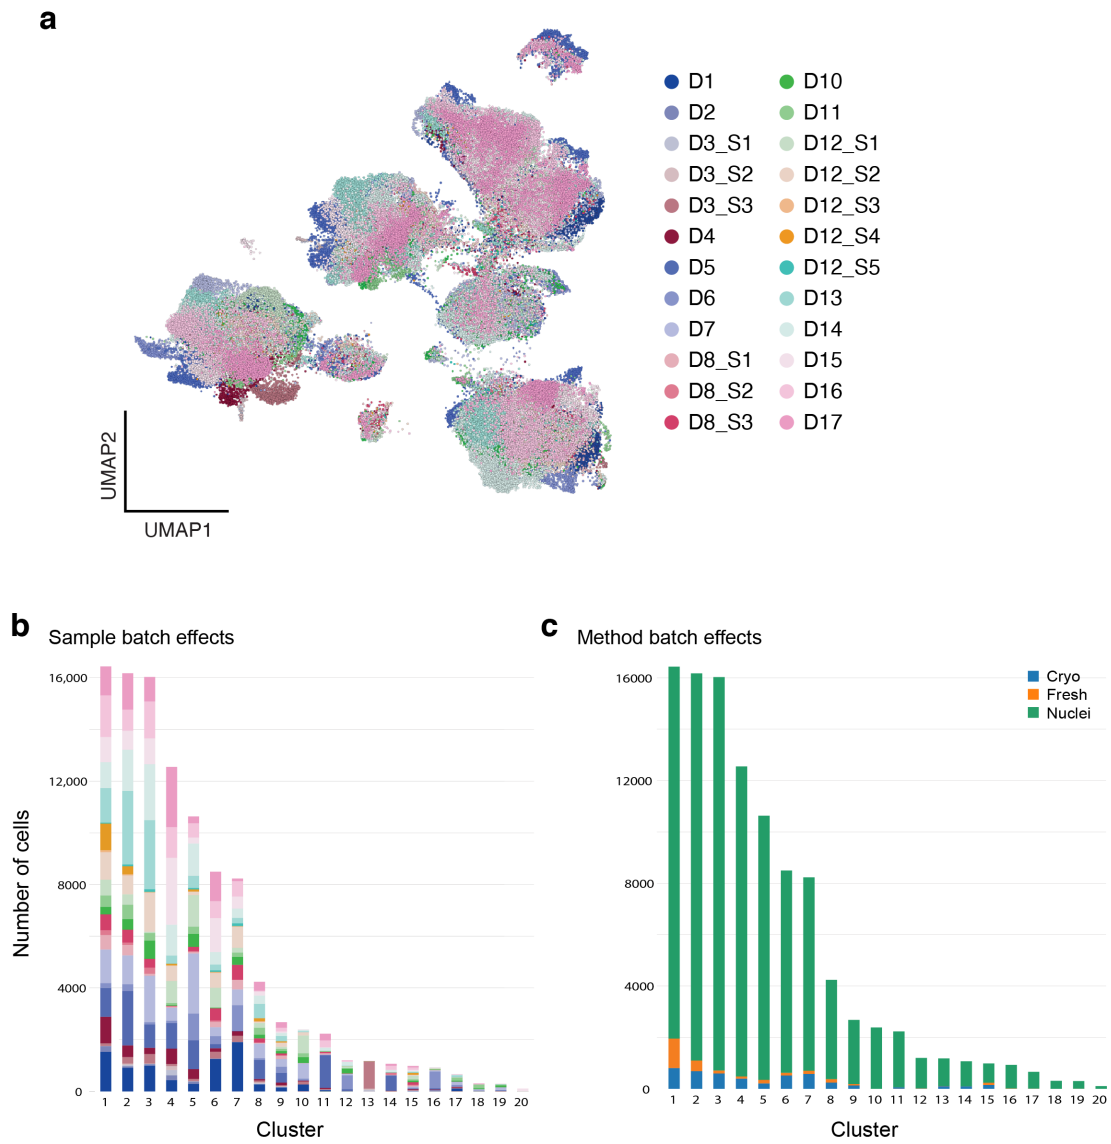 a
D1 D10
D2 D11
D3_S1 D12_S1
D3_S2 D12_S2
D3_S3 D12_S3
D4 D12_S4
D5 D12_S5
D6 D13
D7 D14
D8_S1 D15
D8_S2 D16
D8_S3 D17
UMAP2
UMAP1
b Sample batch effects
16,000
12,000
8000
4000
0
Number of cells
1 2 3 4 5 6 7 8 9 10 11 12 13 14 15 16 17 18 19 20
Cluster
c Method batch effects
Cryo
Fresh
Nuclei
16000
12000
8000
4000
0
1 2 3 4 5 6 7 8 9 10 11 12 13 14 15 16 17 18 19 20
Cluster